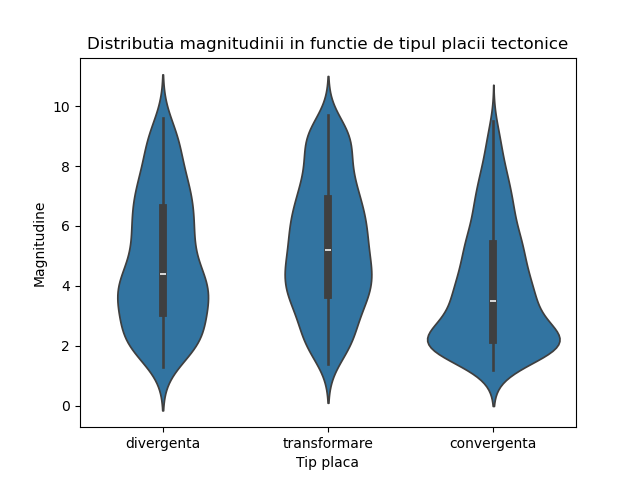 Distributia magnitudinii in functie de tipul placii tectonice
10
8
6
4
2
0
Magnitudine
divergenta transformare convergenta
Tip placa